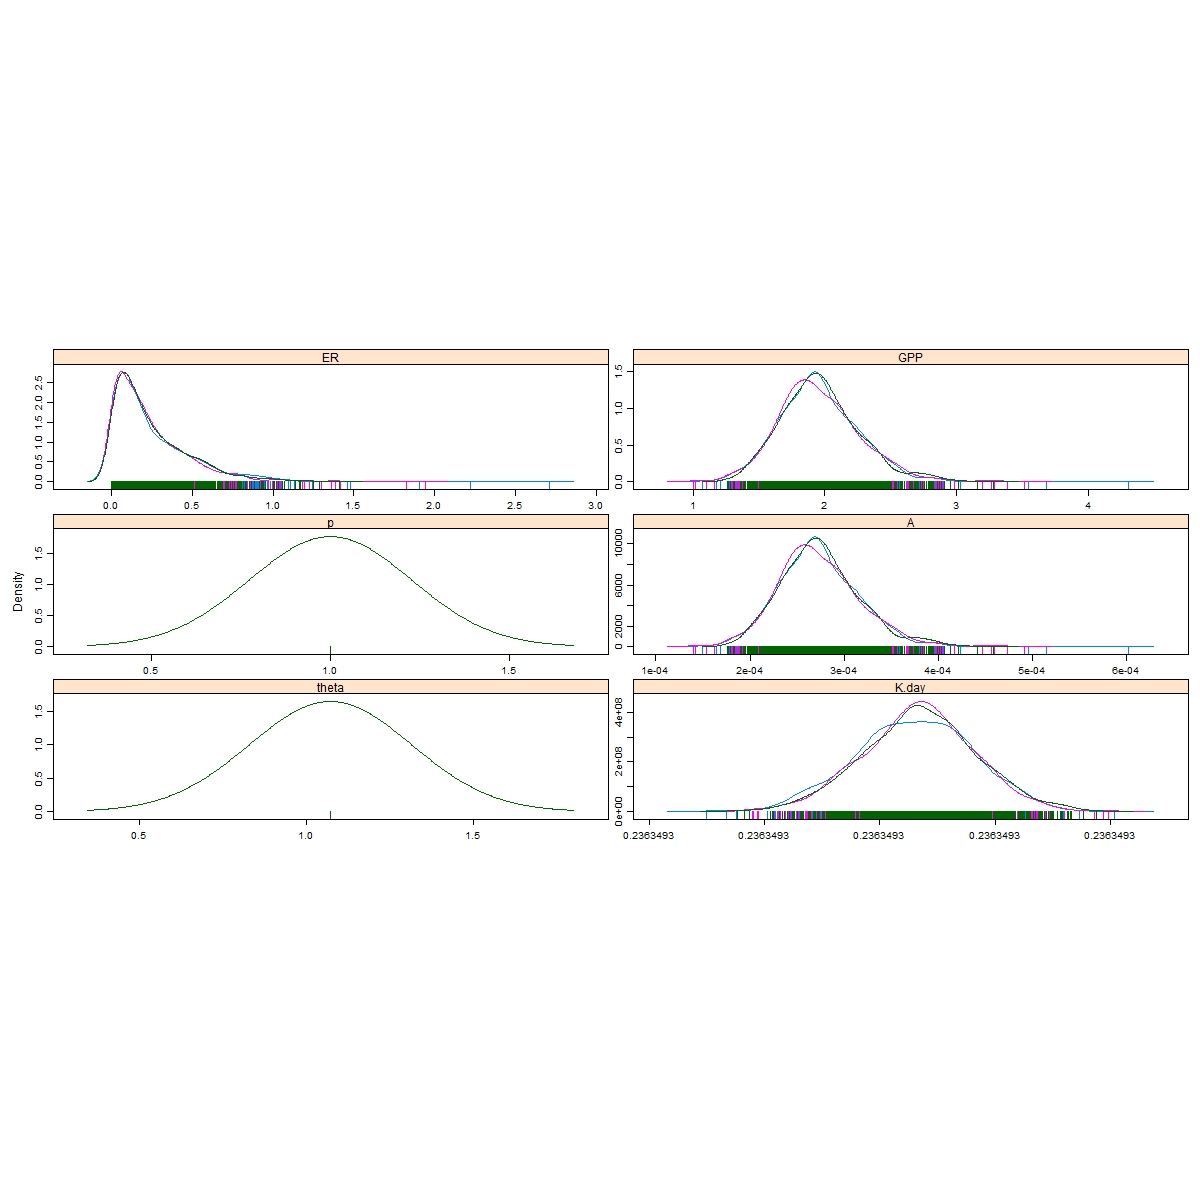 ER
GPP
0.0 0.5 1.0 1.5 2.0 2.5
0.0 0.5 1.0 1.5
0.0 0.5 1.0 1.5 2.0 2.5 3.0
1 2 3 4
p
A
0.0 0.5 1.0 1.5
2000 6000 10000
0
0.5 1.0 1.5
1e-04 2e-04 3e-04 4e-04 5e-04 6e-04
Density
theta
K.day
0.0 0.5 1.0 1.5
0e+00 2e+08 4e+08
0.5 1.0 1.5
0.2363493 0.2363493 0.2363493 0.2363493 0.2363493